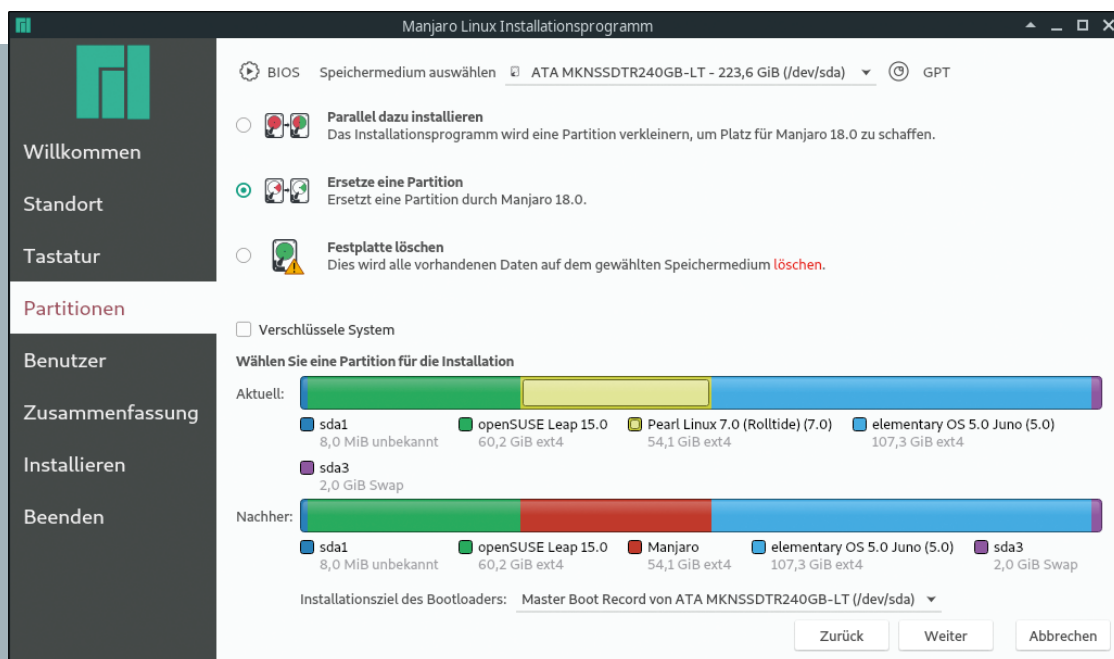 Manjaro Linux Installationsprogramm
BIOS Speichermedium auswählen ATA MKNSSDTR240GB-LT - 223,6 GiB (/dev/sda) GPT
Willkommen
Standort
Tastatur
Partitionen
Benutzer
Zusammenfassung
Installieren
Beenden
Parallel dazu installieren
Das Installationsprogramm wird eine Partition verkleinern, um Platz für Manjaro 18.0 zu schaffen.
Ersetze eine Partition
Ersetzt eine Partition durch Manjaro 18.0.
Festplatte löschen
Dies wird alle vorhandenen Daten auf dem gewählten Speichermedium löschen.
Verschlüssele System
Wählen Sie eine Partition für die Installation
Aktuell:
sda1 openSUSE Leap 15.0 Pearl Linux 7.0 (Rolltide) (7.0) elementary OS 5.0 Juno (5.0)
8,0 MiB unbekannt 60,2 GiB ext4 54,1 GiB ext4 107,3 GiB ext4
sda3
2,0 GiB Swap
Nachher:
sda1 openSUSE Leap 15.0 Manjaro elementary OS 5.0 Juno (5.0) sda3
8,0 MiB unbekannt 60,2 GiB ext4 54,1 GiB ext4 107,3 GiB ext4 2,0 GiB Swap
Installationsziel des Bootloaders: Master Boot Record von ATA MKNSSDTR240GB-LT (/dev/sda)
Zurück Weiter Abbrechen